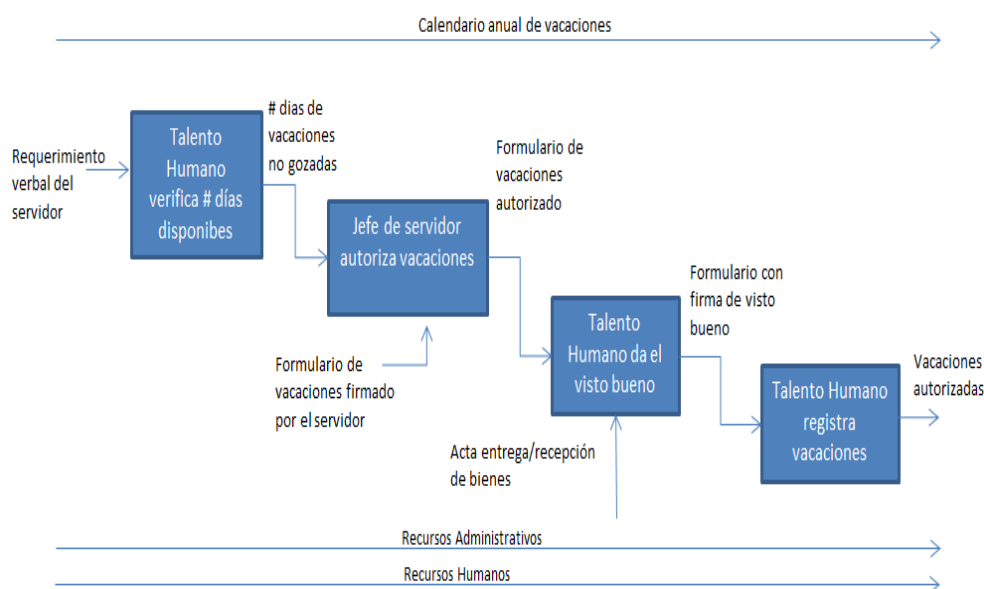 Calendario anual de vacaciones
Requerimiento
verbal del
servidor
Talento
Humano
verifica # días
disponibes
# dias de
vacaciones
no gozadas
Jefe de servidor
autoriza vacaciones
Formulario de
vacaciones
autorizado
Formulario de
vacaciones firmado
por el servidor
Talento
Humano da el
visto bueno
Formulario con
firma de visto
bueno
Acta entrega/recepción
de bienes
Talento Humano
registra
vacaciones
Vacaciones
autorizadas
Recursos Administrativos
Recursos Humanos